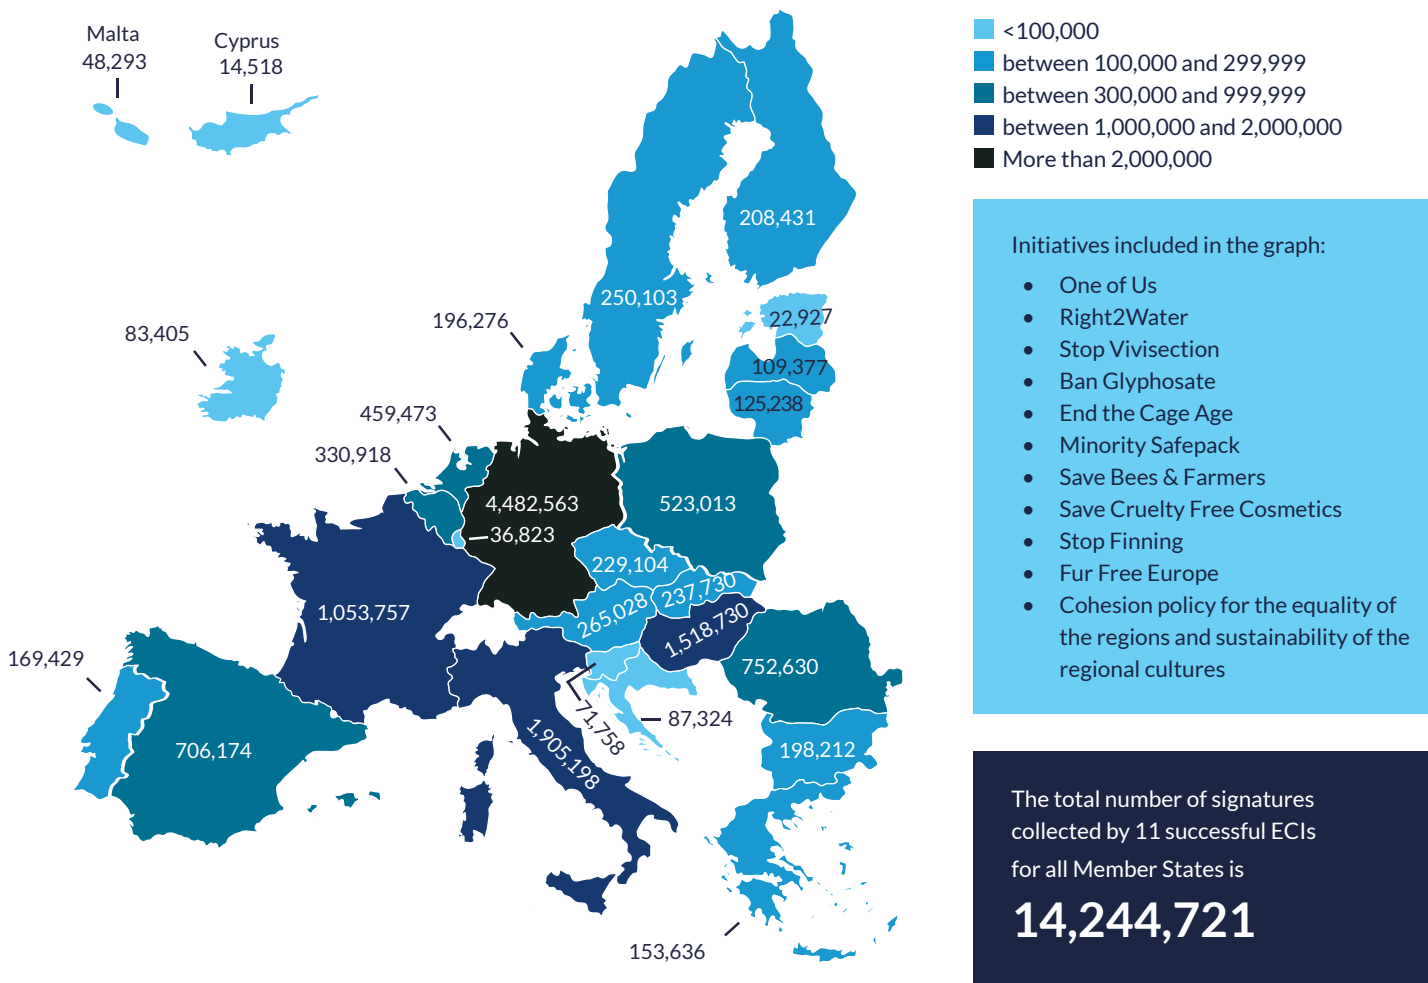 Malta
48,293
Cyprus
14,518
<100,000
between 100,000 and 299,999
between 300,000 and 999,999
between 1,000,000 and 2,000,000
More than 2,000,000
208,431
250,103
22,927
196,276
83,405
109,377
125,238
459,473
330,918
4,482,563
523,013
36,823
229,104
237,730
265,028
1,518,730
1,053,757
169,429
752,630
71,758
87,324
706,174
1,905,198
198,212
153,636
Initiatives included in the graph:
• One of Us
• Right2Water
• Stop Vivisection
• Ban Glyphosate
• End the Cage Age
• Minority Safepack
• Save Bees & Farmers
• Save Cruelty Free Cosmetics
• Stop Finning
• Fur Free Europe
• Cohesion policy for the equality of
the regions and sustainability of the
regional cultures
The total number of signatures
collected by 11 successful ECIs
for all Member States is
14,244,721